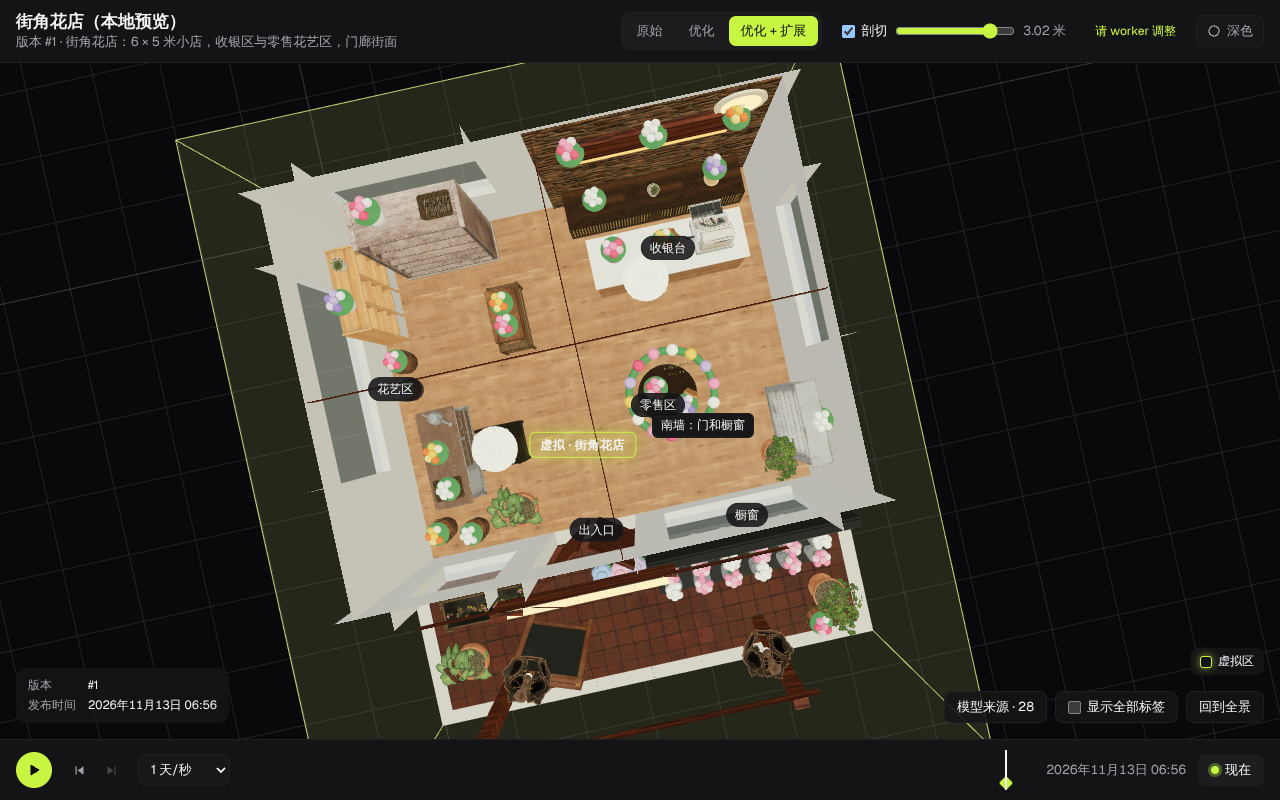 街角花店（本地预览）
版本 #1 · 街角花店：6 × 5 米小店，收银区与零售花艺区，门廊街面
原始
优化
优化 + 扩展
剖切
3.02 米
请 worker 调整
深色
收银台
花艺区
零售区
南墙：门和橱窗
虚拟 · 街角花店
橱窗
出入口
虚拟区
版本 #1
发布时间 2026年11月13日 06:56
模型来源 · 28
显示全部标签
回到全景
1 天/秒
2026年11月13日 06:56
现在